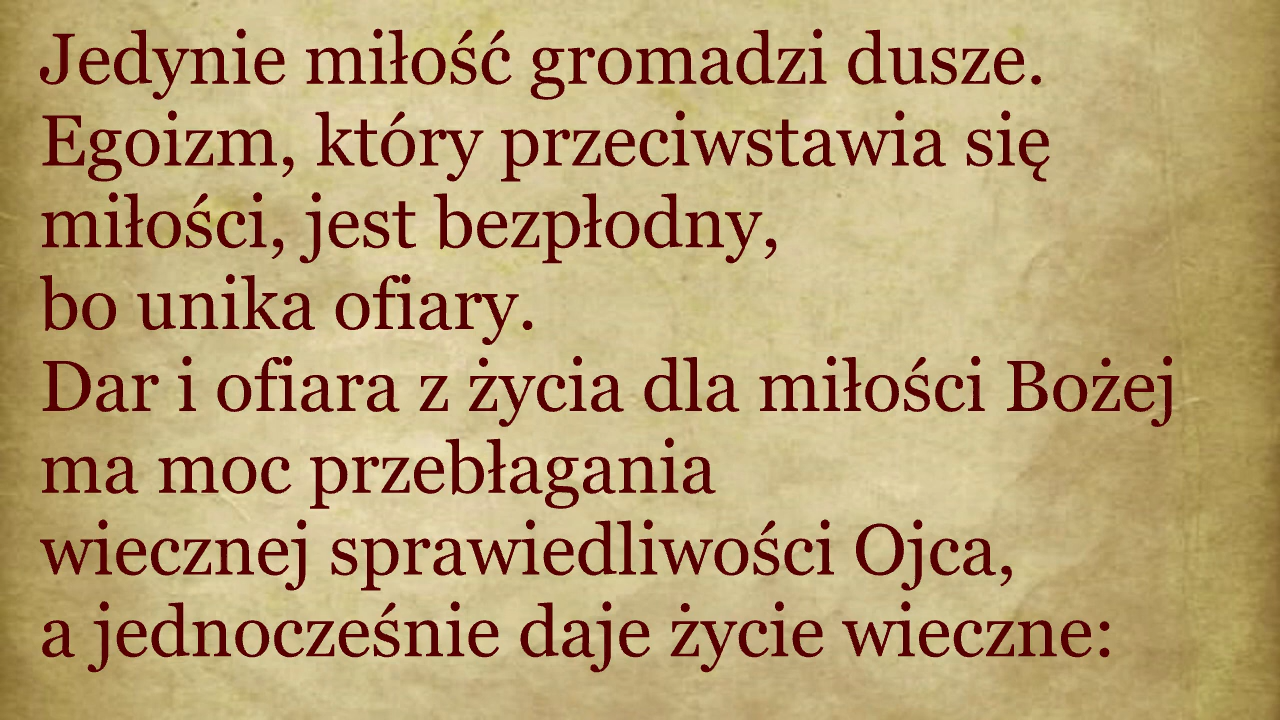 Jedynie miłość gromadzi dusze.
Egoizm, który przeciwstawia się
miłości, jest bezpłodny,
bo unika ofiary.
Dar i ofiara z życia dla miłości Bożej
ma moc przebłagania
wiecznej sprawiedliwości Ojca,
a jednocześnie daje życie wieczne: